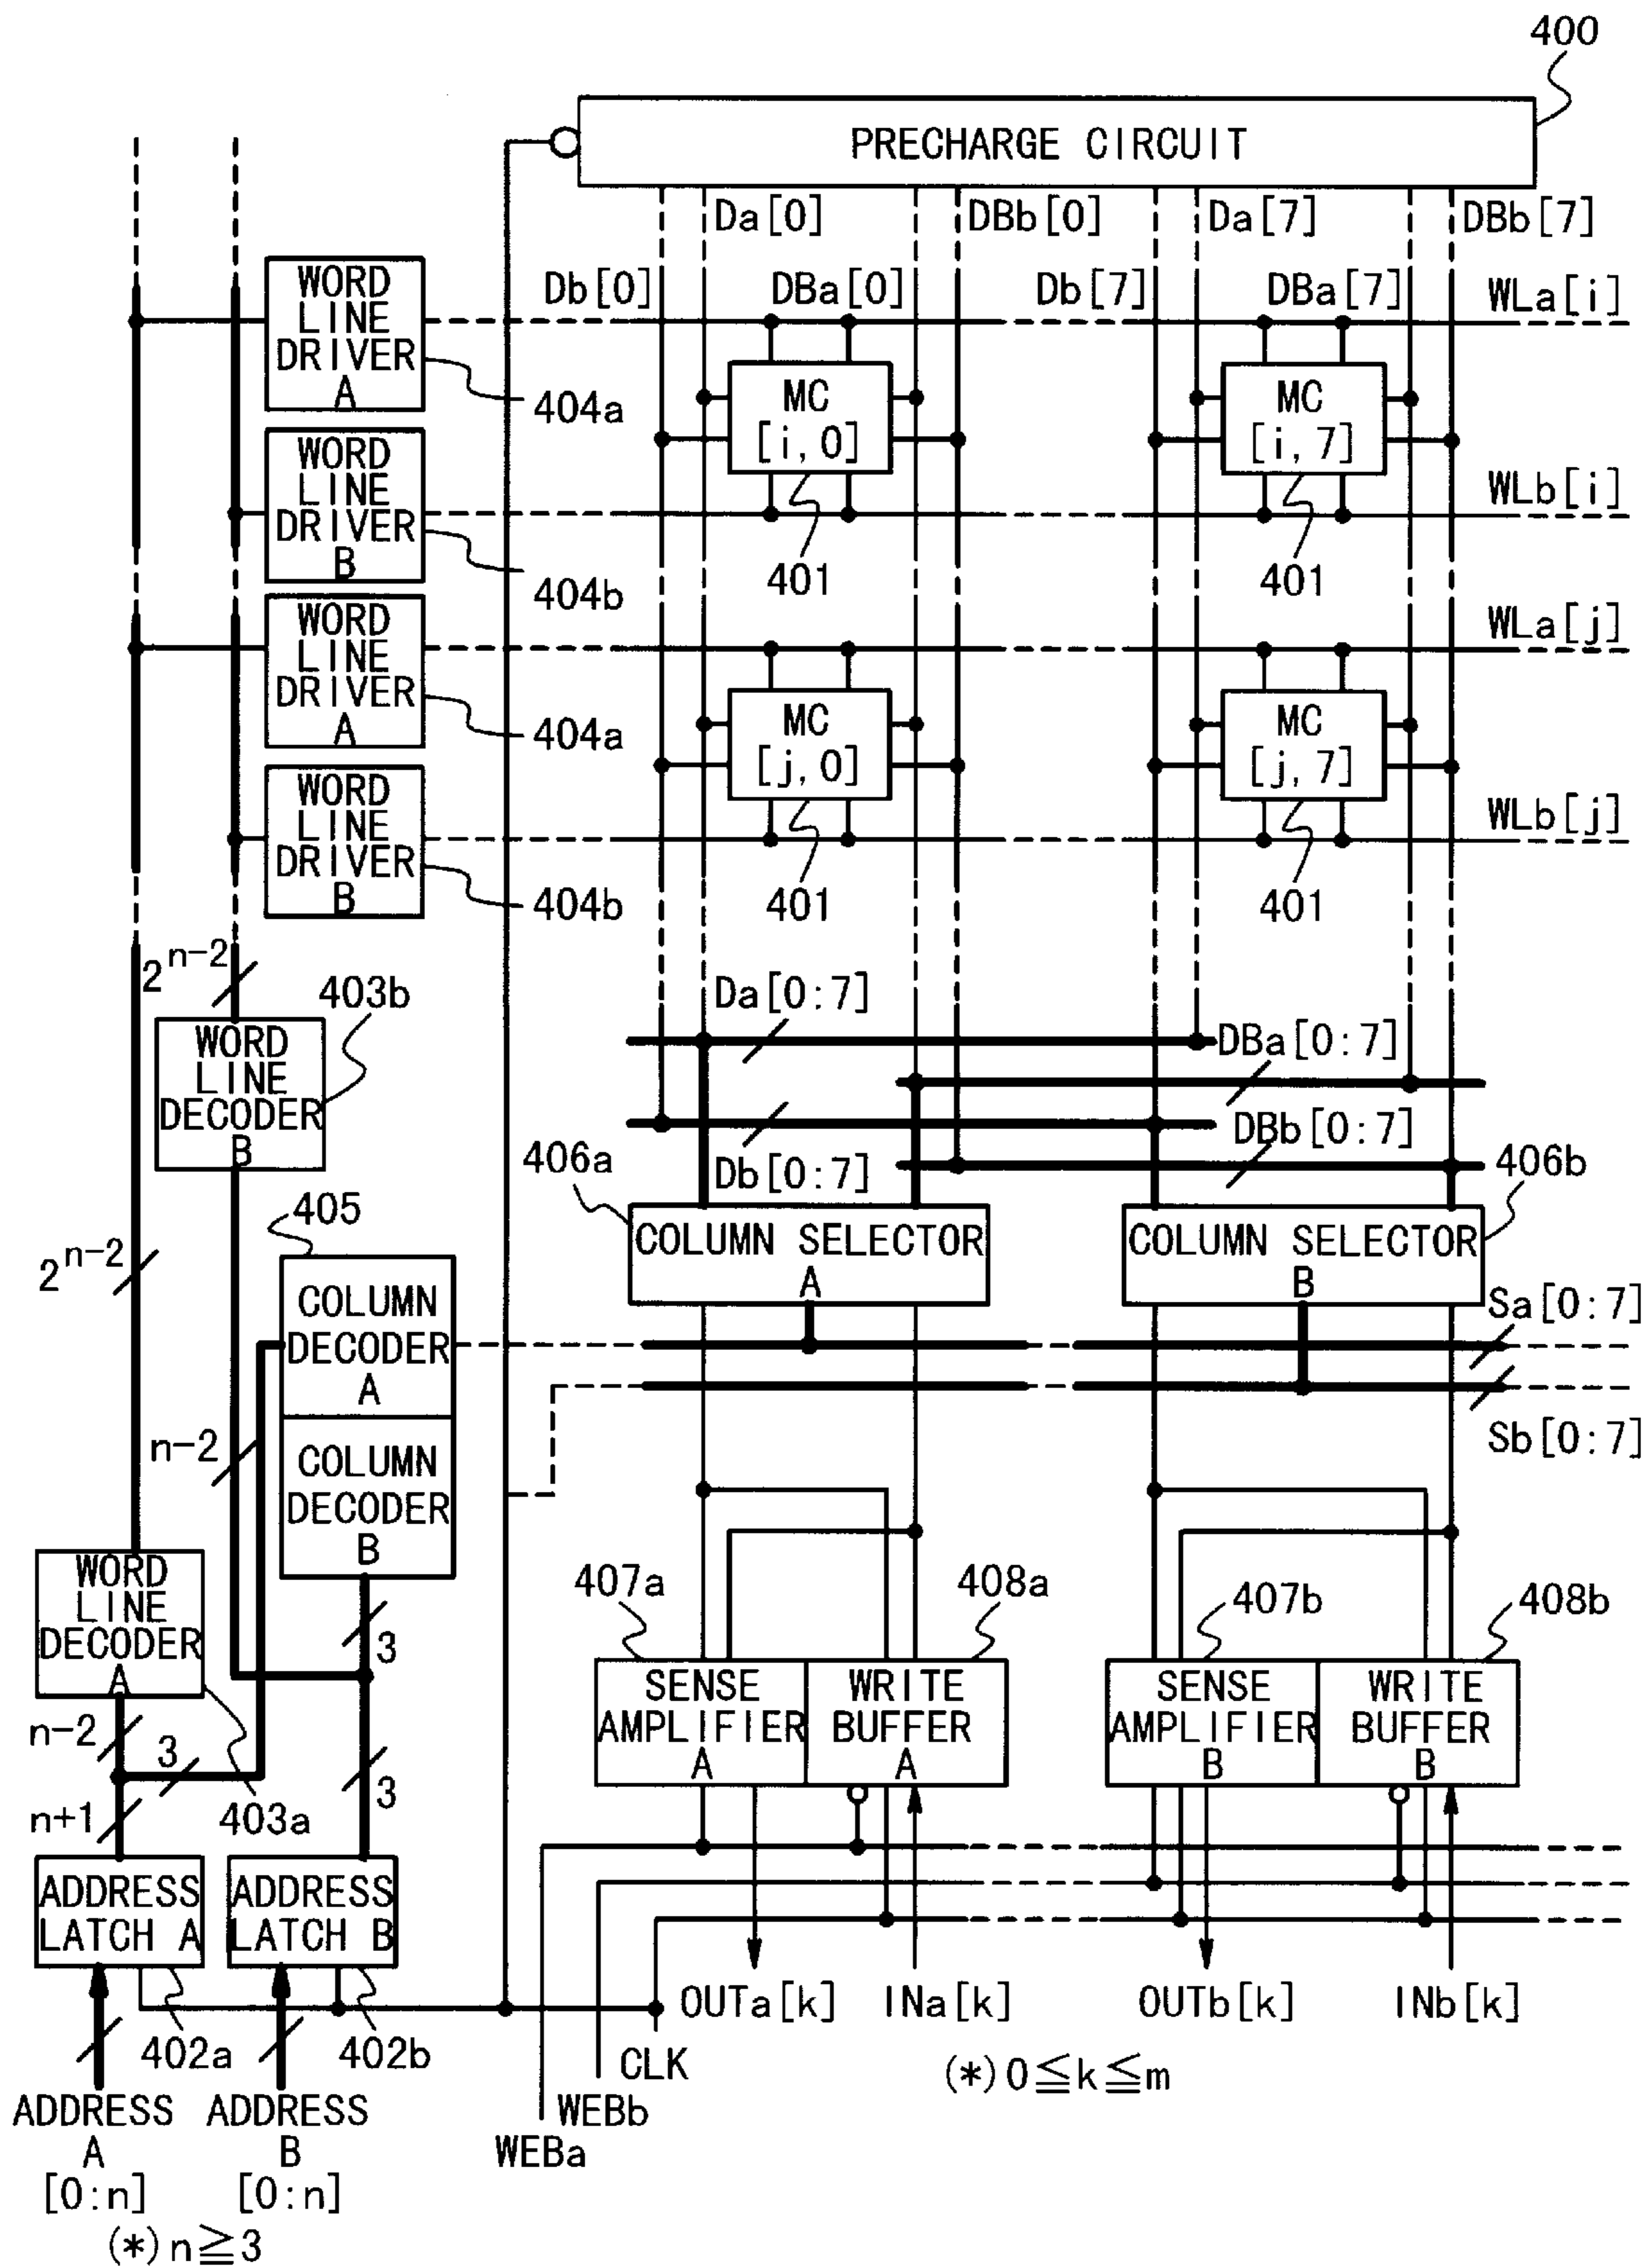 400
PRECHARGE CIRCUIT
Da[0]
DBb[0]
Da[7]
DBb[7]
Db[0]
DBa[0]
Db[7]
DBa[7]
WLa[i]
WORD
LINE
DRIVER
A
404a
MC
[i,0]
MC
[i,7]
WORD
LINE
DRIVER
B
404b
401
401
WLb[i]
WORD
LINE
DRIVER
A
404a
MC
[j,0]
MC
[j,7]
WLa[j]
WORD
LINE
DRIVER
B
404b
401
401
WLb[j]
2^n-2
403b
Da[0:7]
WORD
LINE
DECODER
B
DBa[0:7]
DBb[0:7]
406a
Db[0:7]
406b
405
COLUMN SELECTOR
A
COLUMN SELECTOR
B
2^n-2
COLUMN
DECODER
A
Sa[0:7]
n-2
COLUMN
DECODER
B
Sb[0:7]
WORD
LINE
DECODER
A
407a
408a
407b
408b
3
SENSE
AMPLIFIER
A
WRITE
BUFFER
A
SENSE
AMPLIFIER
B
WRITE
BUFFER
B
n-2
3
3
n+1
403a
ADDRESS
LATCH A
ADDRESS
LATCH B
OUTa[k]
INa[k]
OUTb[k]
INb[k]
402a
402b
CLK
(*)0≦k≦m
ADDRESS
A
[0:n]
ADDRESS
B
[0:n]
WEBb
WEBa
(*)n≧3